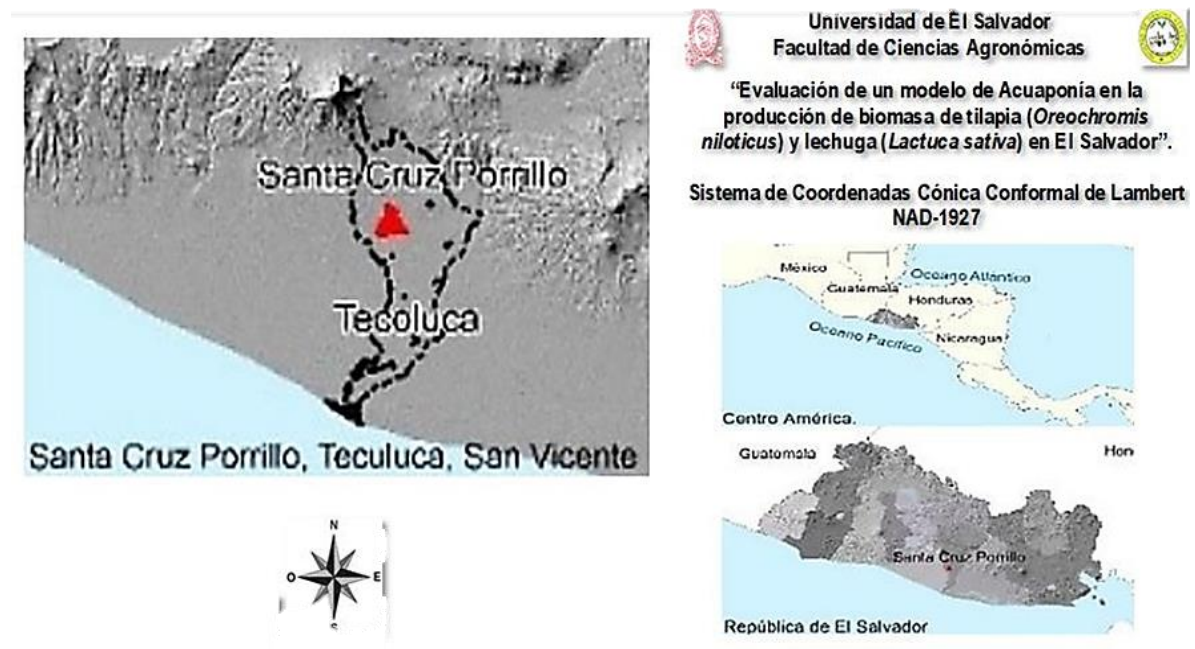 Santa Cruz Porrillo
Tecoluca
Santa Cruz Porrillo, Teculuca, San Vicente
N
O
E
S
Universidad de El Salvador
Facultad de Ciencias Agronómicas
“Evaluación de un modelo de Acuaponía en la
producción de biomasa de tilapia (Oreochromis
niloticus) y lechuga (Lactuca sativa) en El Salvador”.
Sistema de Coordenadas Cónica Conformal de Lambert
NAD-1927
México
Oceano Atlántico
Guatemala
Honduras
Oceano Pacífico
Nicaragua
Centro América.
Guatemala
Hon
Santa Cruz Porrillo
República de El Salvador